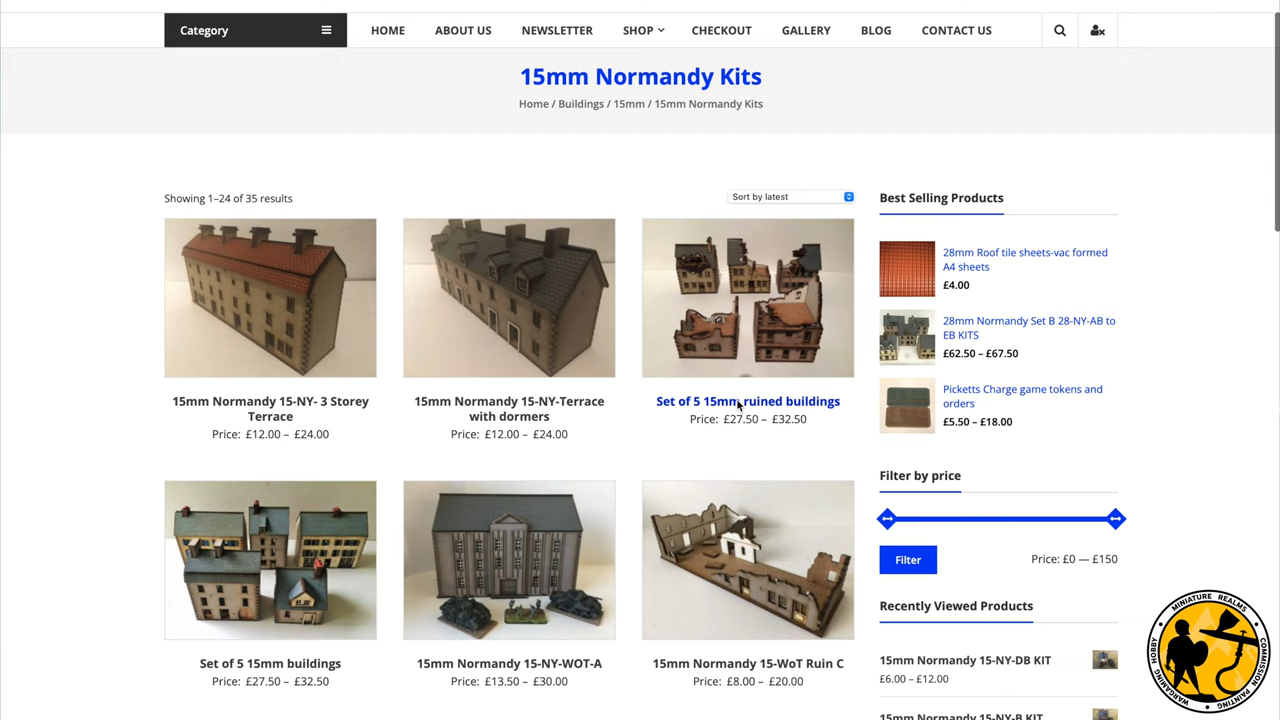 Category
HOME
ABOUT US
NEWSLETTER
SHOP
CHECKOUT
GALLERY
BLOG
CONTACT US
15mm Normandy Kits
Home / Buildings / 15mm / 15mm Normandy Kits
Showing 1–24 of 35 results
Sort by latest
15mm Normandy 15-NY- 3 Storey
Terrace
Price: £12.00 – £24.00
15mm Normandy 15-NY-Terrace
with dormers
Price: £12.00 – £24.00
Set of 5 15mm ruined buildings
Price: £27.50 – £32.50
Set of 5 15mm buildings
Price: £27.50 – £32.50
15mm Normandy 15-NY-WOT-A
Price: £13.50 – £30.00
15mm Normandy 15-WoT Ruin C
Price: £8.00 – £20.00
Best Selling Products
28mm Roof tile sheets-vac formed
A4 sheets
£4.00
28mm Normandy Set B 28-NY-AB to
EB KITS
£62.50 – £67.50
Picketts Charge game tokens and
orders
£5.50 – £18.00
Filter by price
Filter
Price: £0 — £150
Recently Viewed Products
15mm Normandy 15-NY-DB KIT
£6.00 – £12.00
15mm Normandy 15-NY-B KIT
MINIATURE REALMS
COMMISSION PAINTING
WARGAMING HOBBY